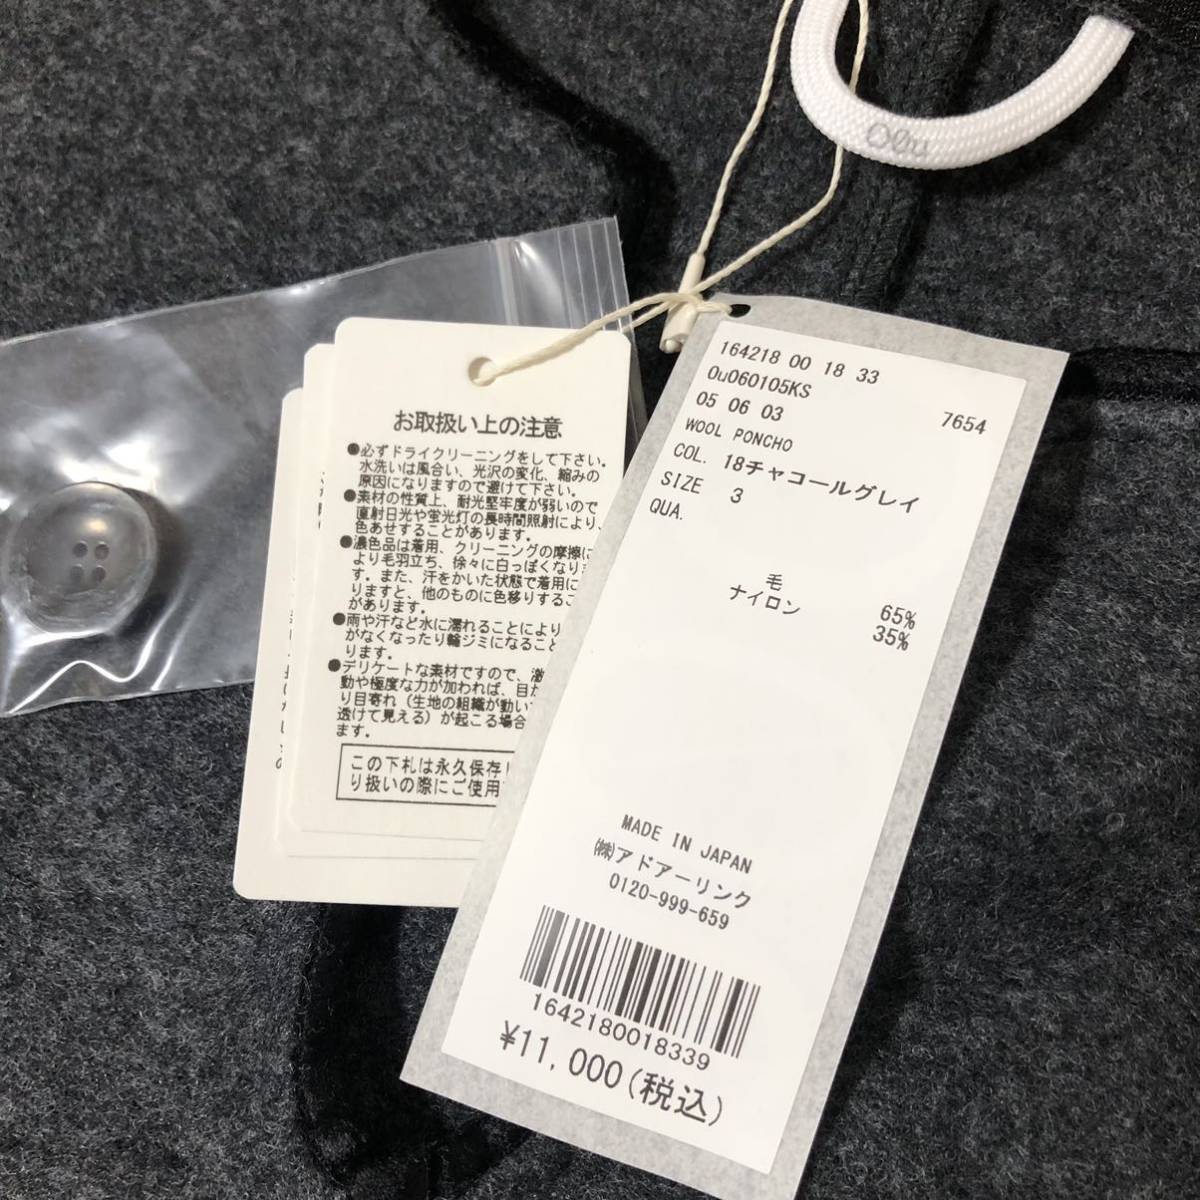 Olu
お取扱い上の注意
●必ずドライクリーニングをして下さい。
水洗いは風合い、光沢の変化、縮みの
原因になりますので避けて下さい。
●素材の性質上、耐光堅牢度が弱いので
直射日光や蛍光灯の長時間照射により、
色あせすることがあります。
●濃色品は着用、クリーニングの摩擦に
より毛羽立ち、徐々に白っぽくなりま
す。また、汗をかいた状態で着用に
りますと、他のものに色移りするこ
があります。
●雨や汗など水に濡れることにより
がなくなったり輪ジミになること
ります。
●デリケートな素材ですので、激
動や極度な力が加われば、目が
り目寄れ（生地の組織が動いて
透けて見える）が起こる場合
ます。
この下札は永久保存し
り扱いの際にご使用
164218 00 18 33
Ou060105KS
05 06 03
7654
WOOL PONCHO
COL. 18チャコールグレイ
SIZE 3
QUA.
毛 65%
ナイロン 35%
MADE IN JAPAN
㈱アドアーリンク
0120-999-659
1642180018339
¥11,000(税込)